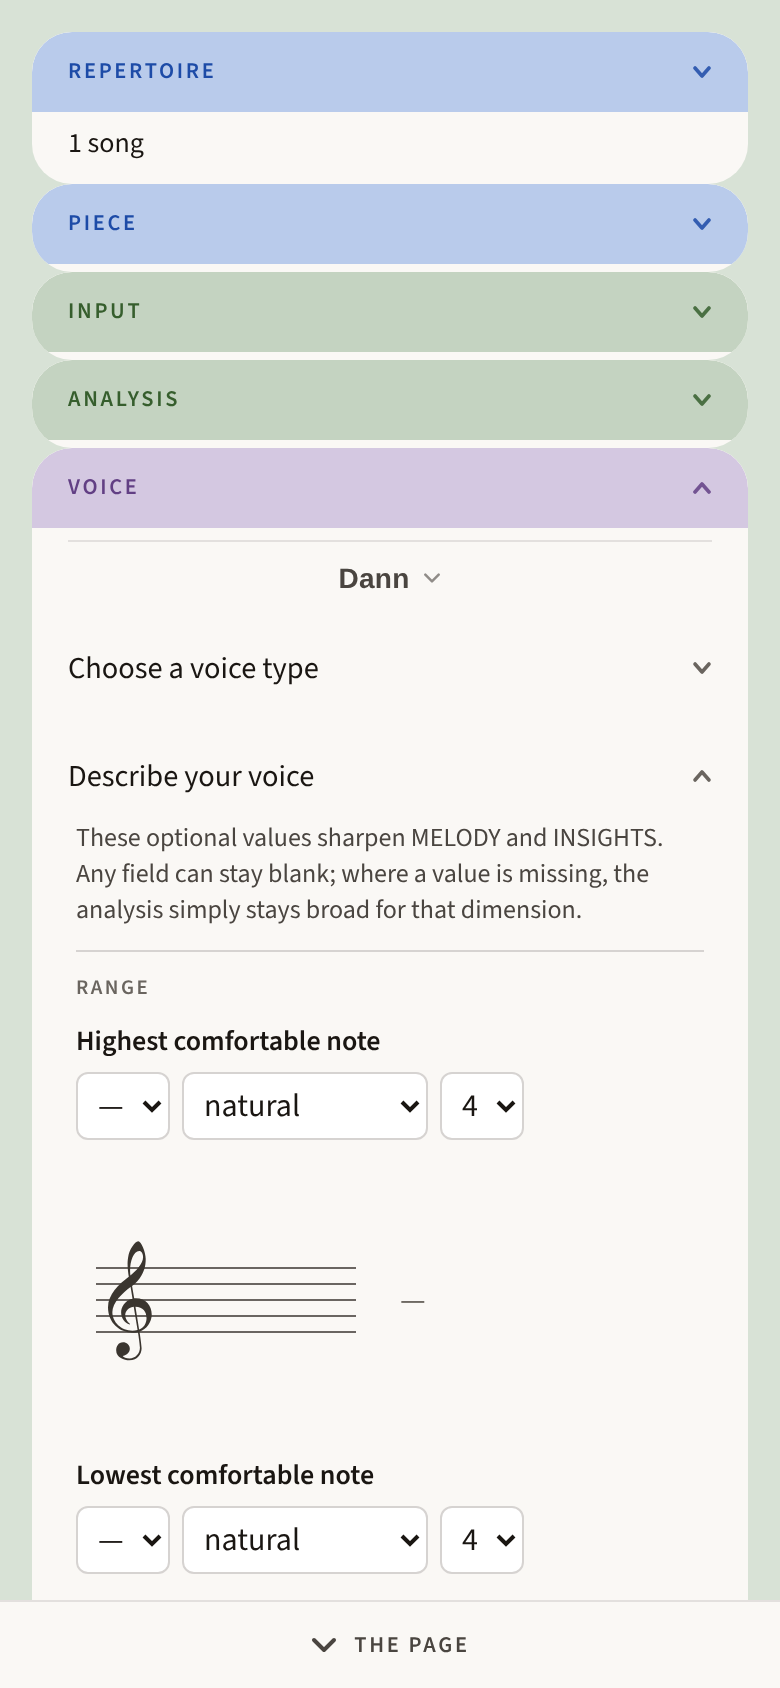 REPERTOIRE
1 song
PIECE
INPUT
ANALYSIS
VOICE
Dann
Choose a voice type
Describe your voice
These optional values sharpen MELODY and INSIGHTS.
Any field can stay blank; where a value is missing, the
analysis simply stays broad for that dimension.
RANGE
Highest comfortable note
— natural 4
—
Lowest comfortable note
— natural 4
THE PAGE